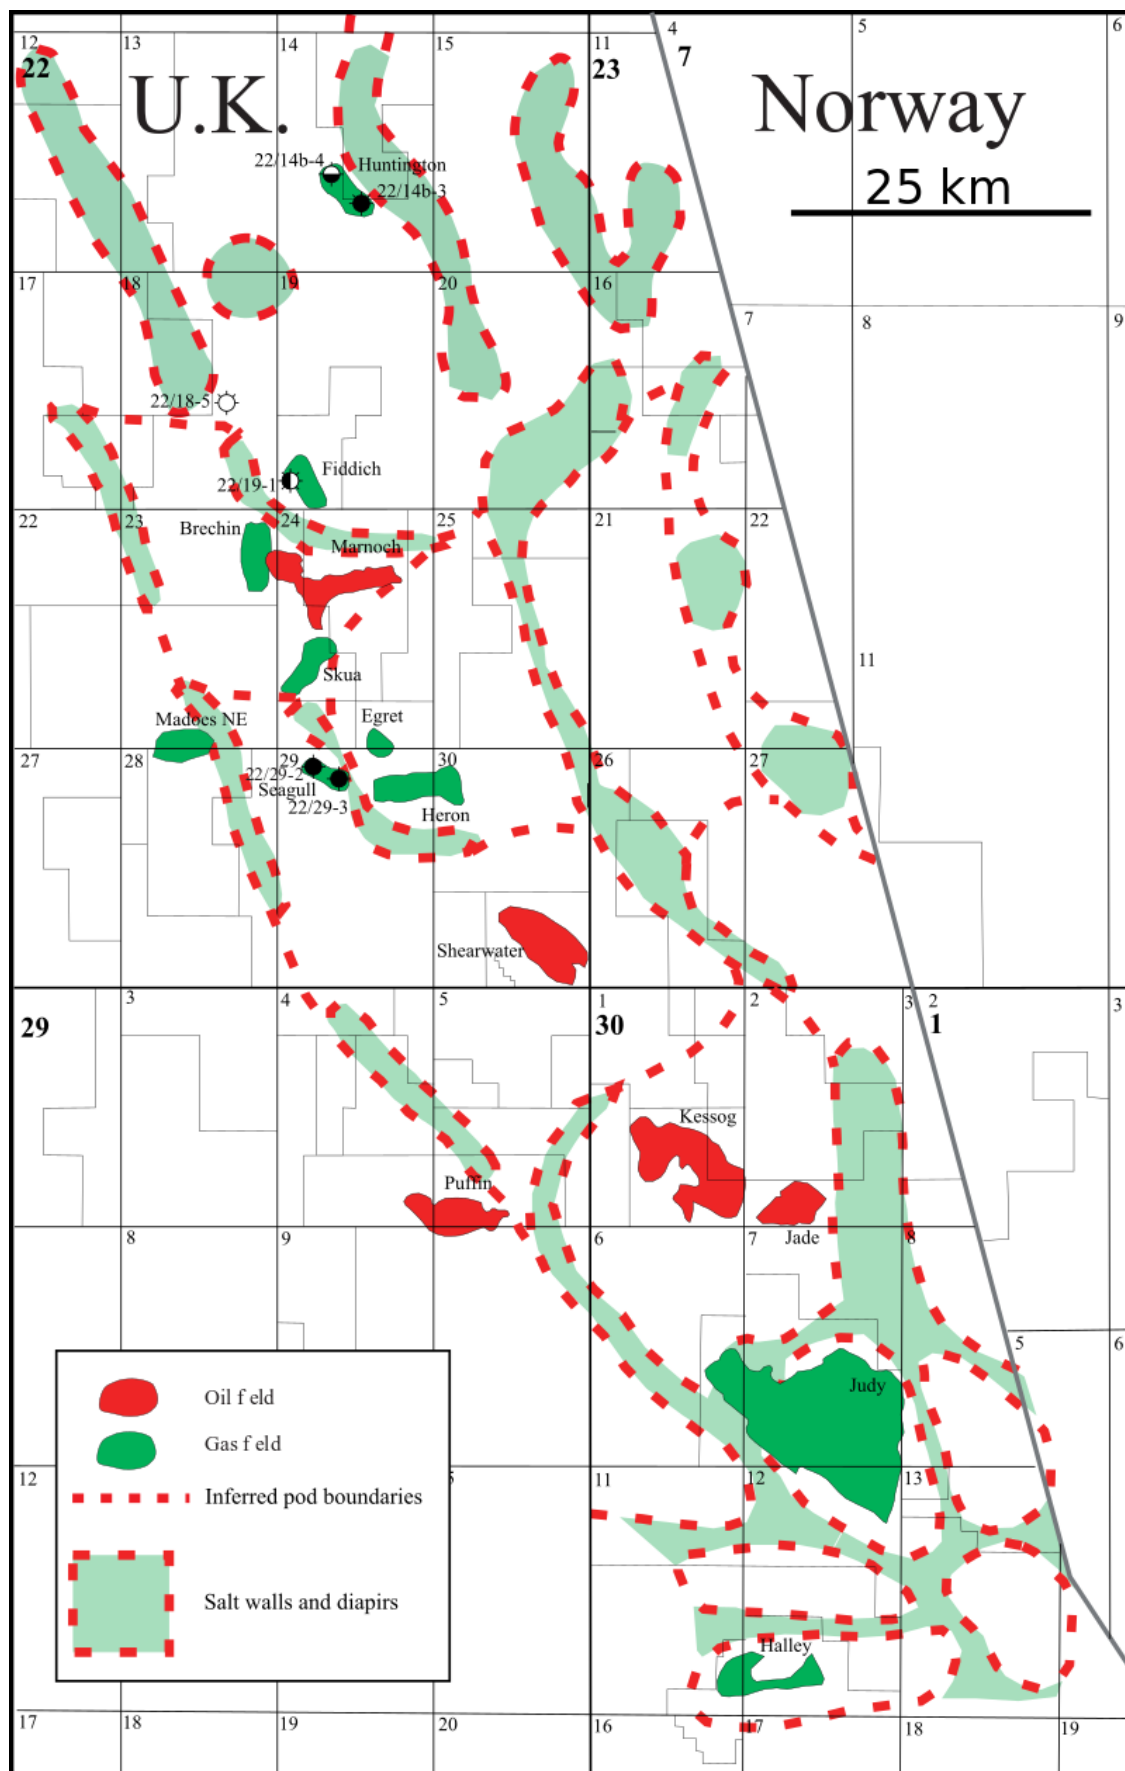 4
5
6
12
13
14
15
11
7
22
23
U.K.
Norway
25 km
22/14b-4
Huntington
22/14b-3
17
18
19
20
16
7
8
9
22/18-5
Fiddich
22/19-1
22
23
24
25
21
22
Brechin
Marnoch
11
Skua
Madoes NE
Egret
27
28
29
30
26
27
22/29-2
Seagull
22/29-3
Heron
Shearwater
3
4
5
1
2
3
2
3
29
30
1
Kessog
Puffin
Jade
8
9
6
7
8
5
6
Judy
Oil f eld
Gas f eld
12
5
11
12
13
Inferred pod boundaries
Salt walls and diapirs
Halley
17
18
19
20
16
17
18
19